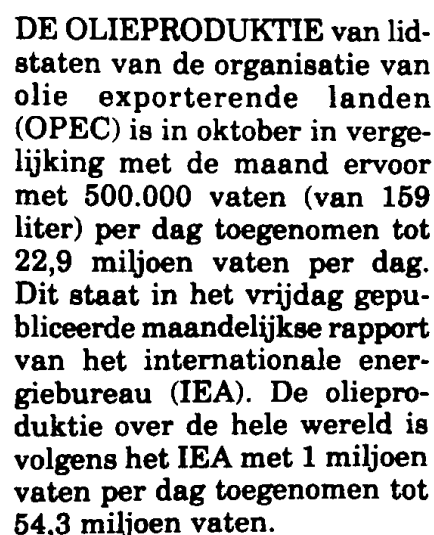 DE OLIEPRODUKTIE van lid-
staten van de organisatie van
olie exporterende landen
(OPEC) is in oktober in verge-
lijking met de maand ervoor
met 500.000 vaten (van 159
liter) per dag toegenomen tot
22,9 miljoen vaten per dag.
Dit staat in het vrijdag gepu-
bliceerde maandelijkse rapport
van het internationale ener-
giebureau (IEA). De oliepro-
duktie over de hele wereld is
volgens het IEA met 1 miljoen
vaten per dag toegenomen tot
54,3 miljoen vaten.